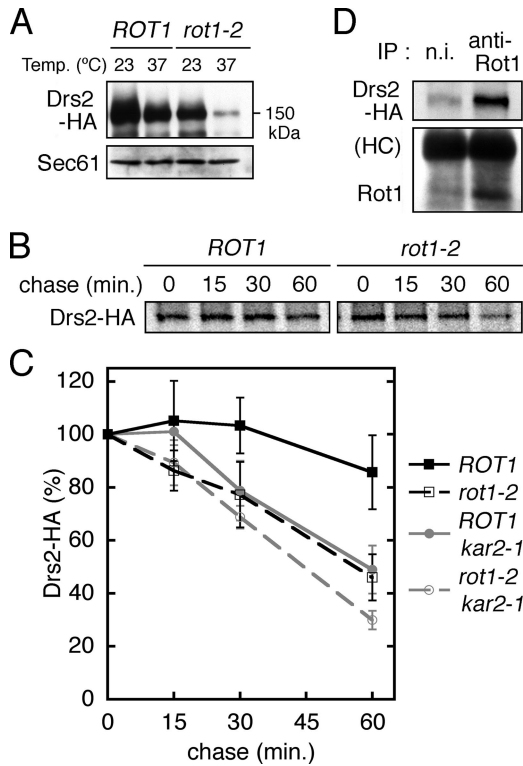 A
ROT1 rot1-2
Temp. (ºC) 23 37 23 37
Drs2
-HA
150
kDa
Sec61
D
IP : n.i. anti-
Rot1
Drs2
-HA
(HC)
Rot1
B
ROT1 rot1-2
chase (min.) 0 15 30 60 0 15 30 60
Drs2-HA
C
120
100
80
60
40
20
0
Drs2-HA (%)
0 15 30 45 60
chase (min.)
ROT1
rot1-2
ROT1
kar2-1
rot1-2
kar2-1